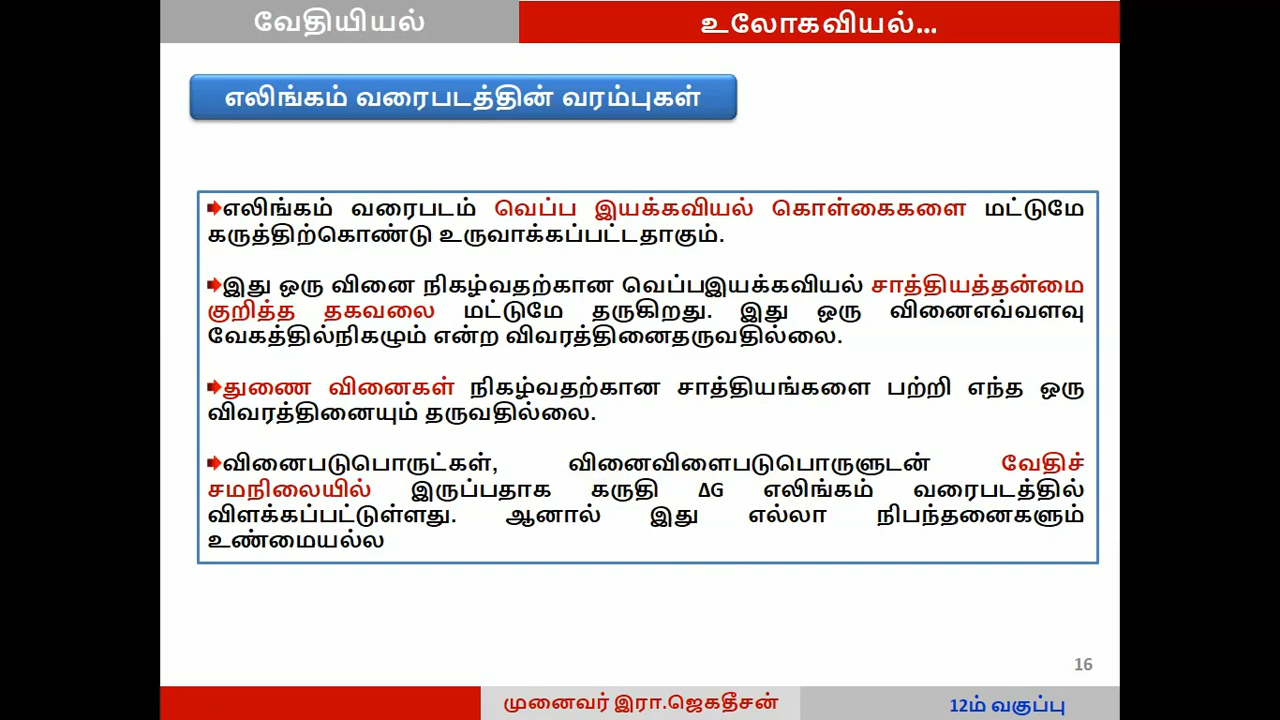 வேதியியல்
உலோகவியல்...
எலிங்கம் வரைபடத்தின் வரம்புகள்
எலிங்கம் வரைபடம் வெப்ப இயக்கவியல் கொள்கைகளை மட்டுமே
கருத்திற்கொண்டு உருவாக்கப்பட்டதாகும்.
இது ஒரு வினை நிகழ்வதற்கான வெப்பஇயக்கவியல் சாத்தியத்தன்மை
குறித்த தகவலை மட்டுமே தருகிறது. இது ஒரு வினைஎவ்வளவு
வேகத்தில்நிகழும் என்ற விவரத்தினைதருவதில்லை.
துணை வினைகள் நிகழ்வதற்கான சாத்தியங்களை பற்றி எந்த ஒரு
விவரத்தினையும் தருவதில்லை.
வினைபடுபொருட்கள், வினைவிளைபடுபொருளுடன் வேதிச்
சமநிலையில் இருப்பதாக கருதி ΔG எலிங்கம் வரைபடத்தில்
விளக்கப்பட்டுள்ளது. ஆனால் இது எல்லா நிபந்தனைகளும்
உண்மையல்ல
16
முனைவர் இரா.ஜெகதீசன்
12ம் வகுப்பு